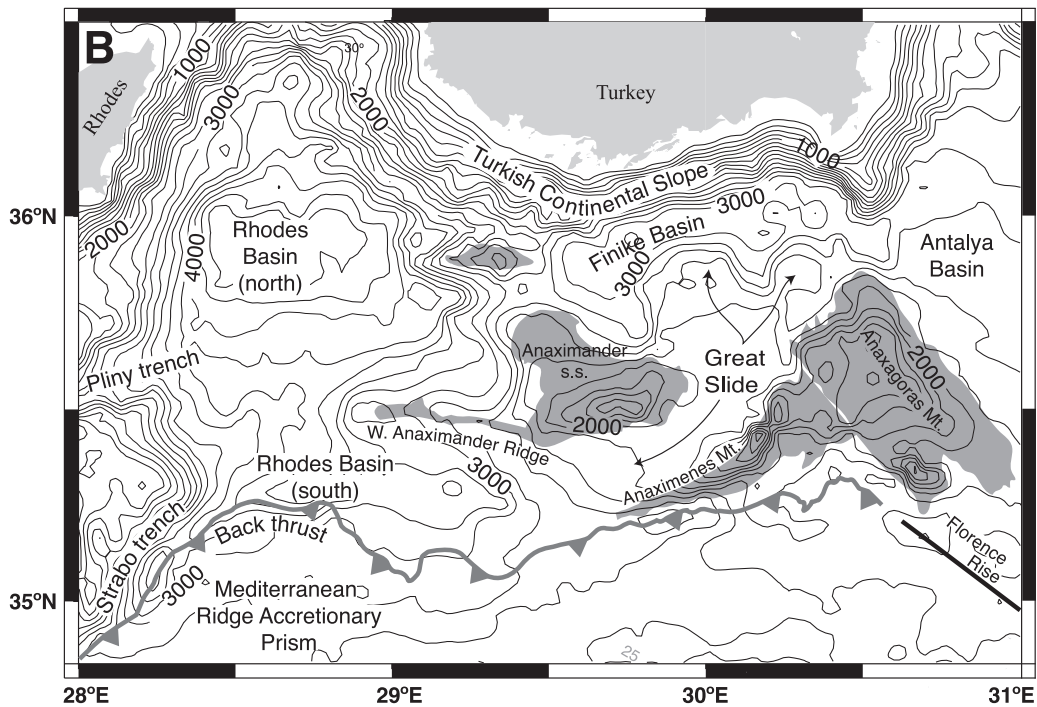 B
30°
Rhodes
1000
3000
2000
Turkey
1000
Turkish Continental Slope
36°N
2000
4000
Rhodes
Basin
(north)
Finike Basin
3000
3000
Antalya
Basin
Pliny trench
Anaximander
s.s.
2000
Great
Slide
Anaxagoras Mt.
2000
W. Anaximander Ridge
Anaximenes Mt.
Rhodes Basin
(south)
3000
Back thrust
Strabo trench
3000
Florence
Rise
35°N
Mediterranean
Ridge Accretionary
Prism
25
28°E
29°E
30°E
31°E